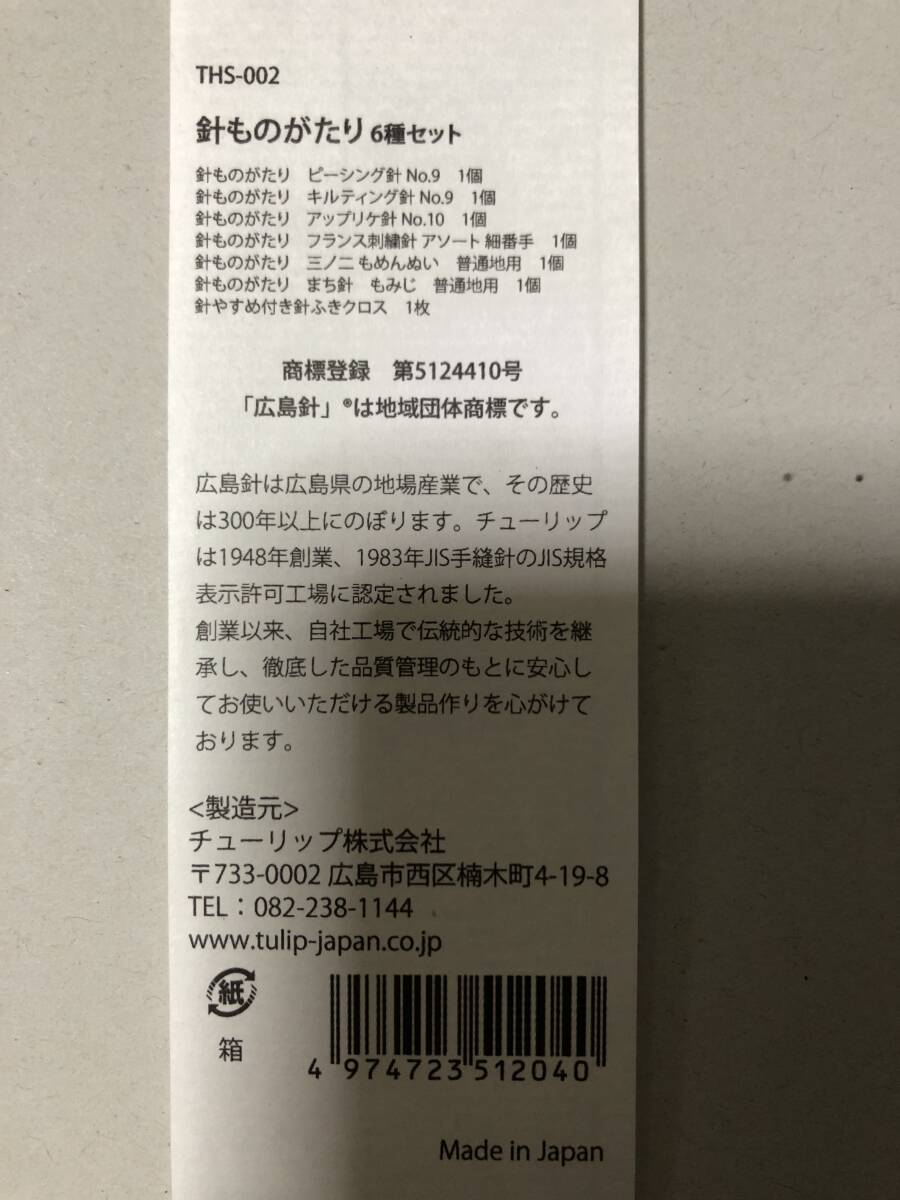 THS-002
針ものがたり 6種セット
針ものがたり　ピーシング針 No.9　1個
針ものがたり　キルティング針 No.9　1個
針ものがたり　アップリケ針 No.10　1個
針ものがたり　フランス刺繍針 アソート 細番手　1個
針ものがたり　三ノ二 もめんぬい　普通地用　1個
針ものがたり　まち針　もみじ　普通地用　1個
針やすめ付き針ふきクロス　1枚
商標登録　第5124410号
「広島針」®は地域団体商標です。
広島針は広島県の地場産業で、その歴史
は300年以上にのぼります。チューリップ
は1948年創業、1983年JIS手縫針のJIS規格
表示許可工場に認定されました。
創業以来、自社工場で伝統的な技術を継
承し、徹底した品質管理のもとに安心し
てお使いいただける製品作りを心がけて
おります。
<製造元>
チューリップ株式会社
〒733-0002 広島市西区楠木町4-19-8
TEL：082-238-1144
www.tulip-japan.co.jp
紙
箱
4 974723 512040
Made in Japan